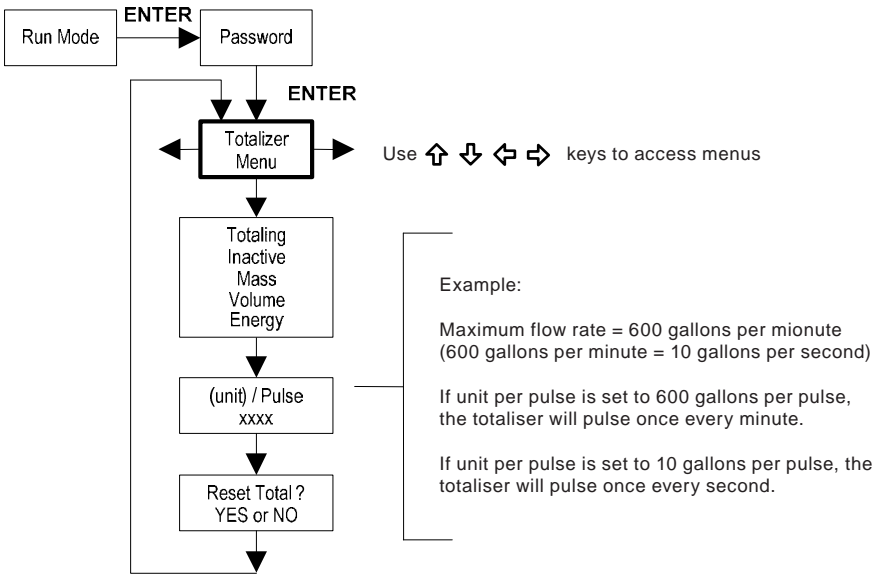 ENTER
Run Mode
Password
ENTER
Totalizer
Menu
Use keys to access menus
Totaling
Inactive
Mass
Volume
Energy
(unit) / Pulse
xxxx
Reset Total ?
YES or NO
Example:
Maximum flow rate = 600 gallons per mionute
(600 gallons per minute = 10 gallons per second)
If unit per pulse is set to 600 gallons per pulse,
the totaliser will pulse once every minute.
If unit per pulse is set to 10 gallons per pulse, the
totaliser will pulse once every second.